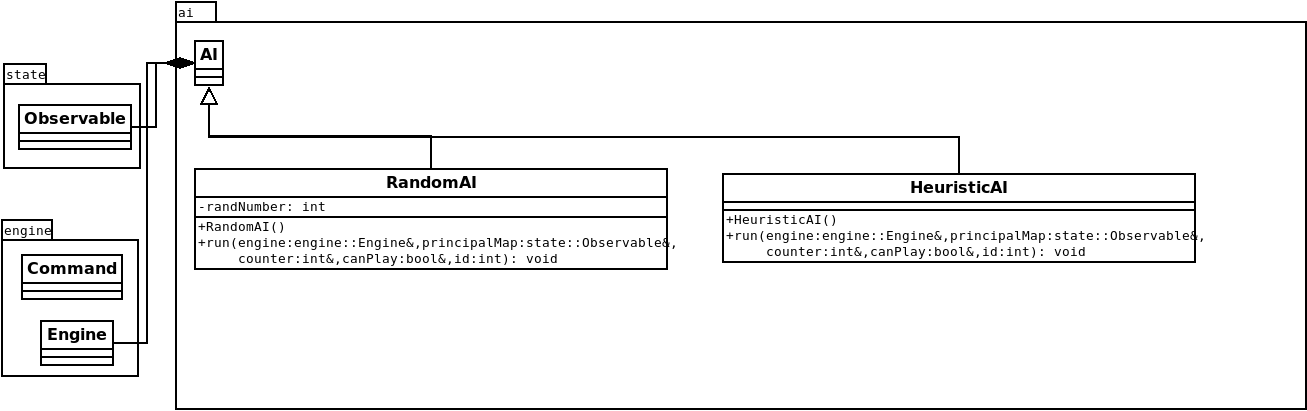 ai
AI
state
Observable
RandomAI
-randNumber: int
+RandomAI()
+run(engine:engine::Engine&,principalMap:state::Observable&,
counter:int&,canPlay:bool&,id:int): void
HeuristicAI
+HeuristicAI()
+run(engine:engine::Engine&,principalMap:state::Observable&,
counter:int&,canPlay:bool&,id:int): void
engine
Command
Engine